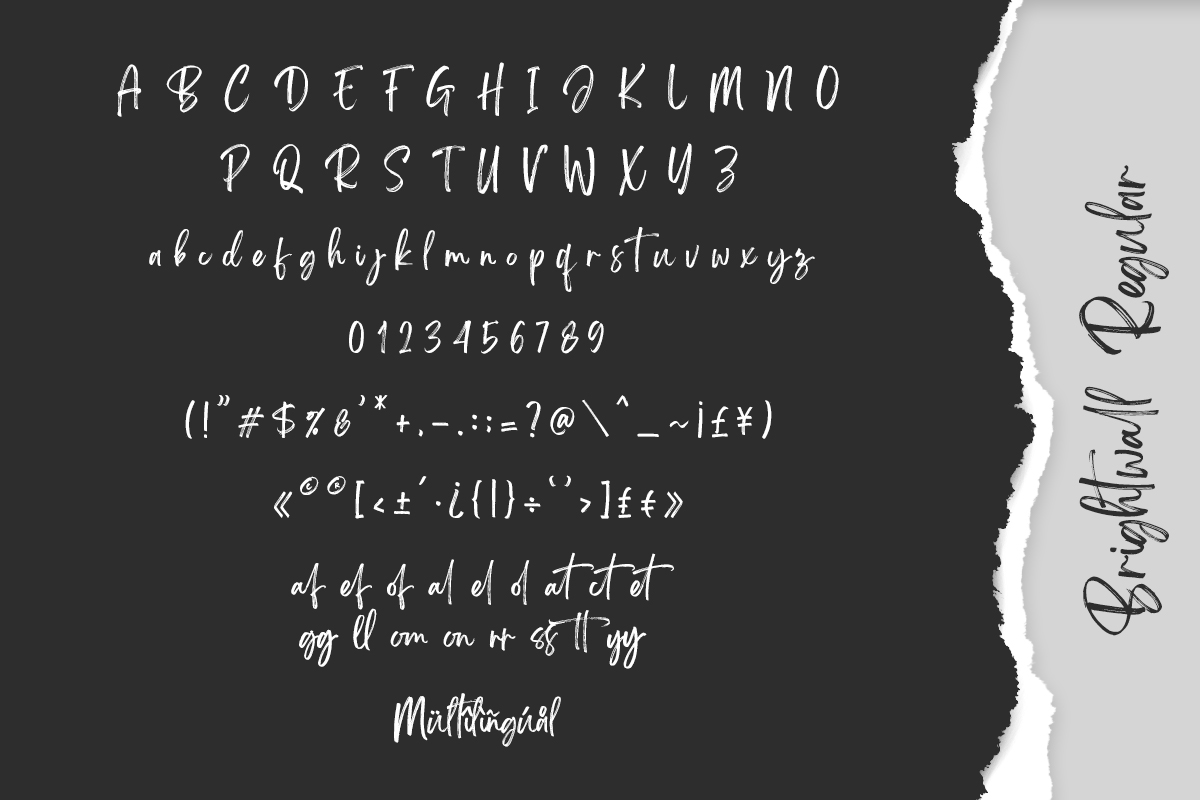 A B C D E F G H I J K L M N O
P Q R S T U V W X Y Z
a b c d e f g h i j k l m n o p q r s t u v w x y z
0 1 2 3 4 5 6 7 8 9
( ! ” # $ % & ’ * + , - . : ; = ? @ \ ^ _ ~ ¡ £ ¥ )
« © ® [ < ± ´ · ¿ { | } ÷ ‘ ’ > ] £ € »
af ef of al el ol at ct et
gg ll om on rr ss tt yy
Mültîlïñgúål
Brightwall Regular